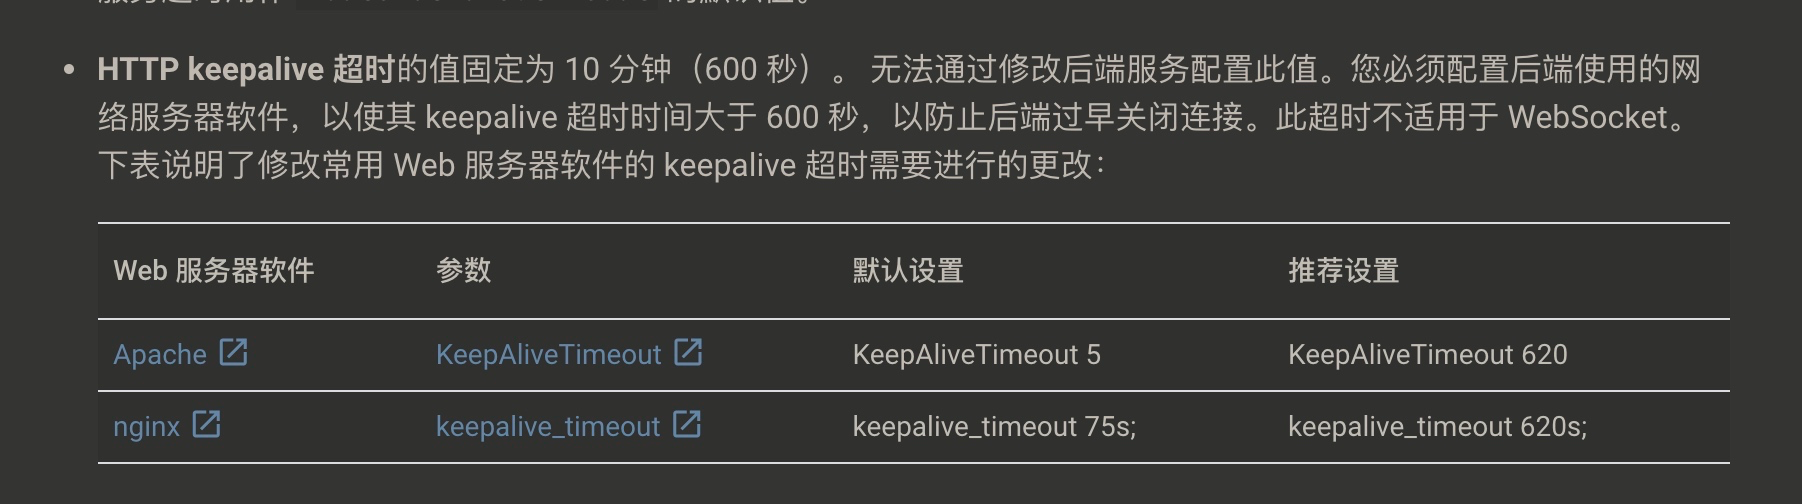 HTTP keepalive 超时的值固定为 10 分钟（600 秒）。 无法通过修改后端服务配置此值。您必须配置后端使用的网
络服务器软件，以使其 keepalive 超时时间大于 600 秒，以防止后端过早关闭连接。此超时不适用于 WebSocket。
下表说明了修改常用 Web 服务器软件的 keepalive 超时需要进行的更改：
Web 服务器软件 参数 默认设置 推荐设置
Apache KeepAliveTimeout KeepAliveTimeout 5 KeepAliveTimeout 620
nginx keepalive_timeout keepalive_timeout 75s; keepalive_timeout 620s;